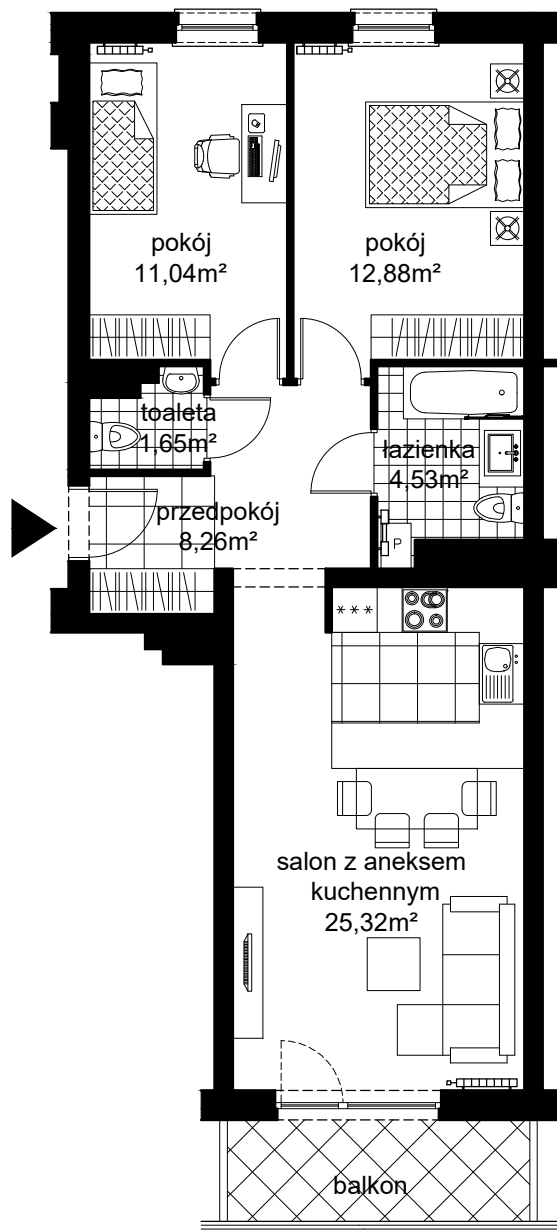 pokój
11,04m²
pokój
12,88m²
toaleta
1,65m²
łazienka
4,53m²
przedpokój
8,26m²
P
***
salon z aneksem
kuchennym
25,32m²
balkon